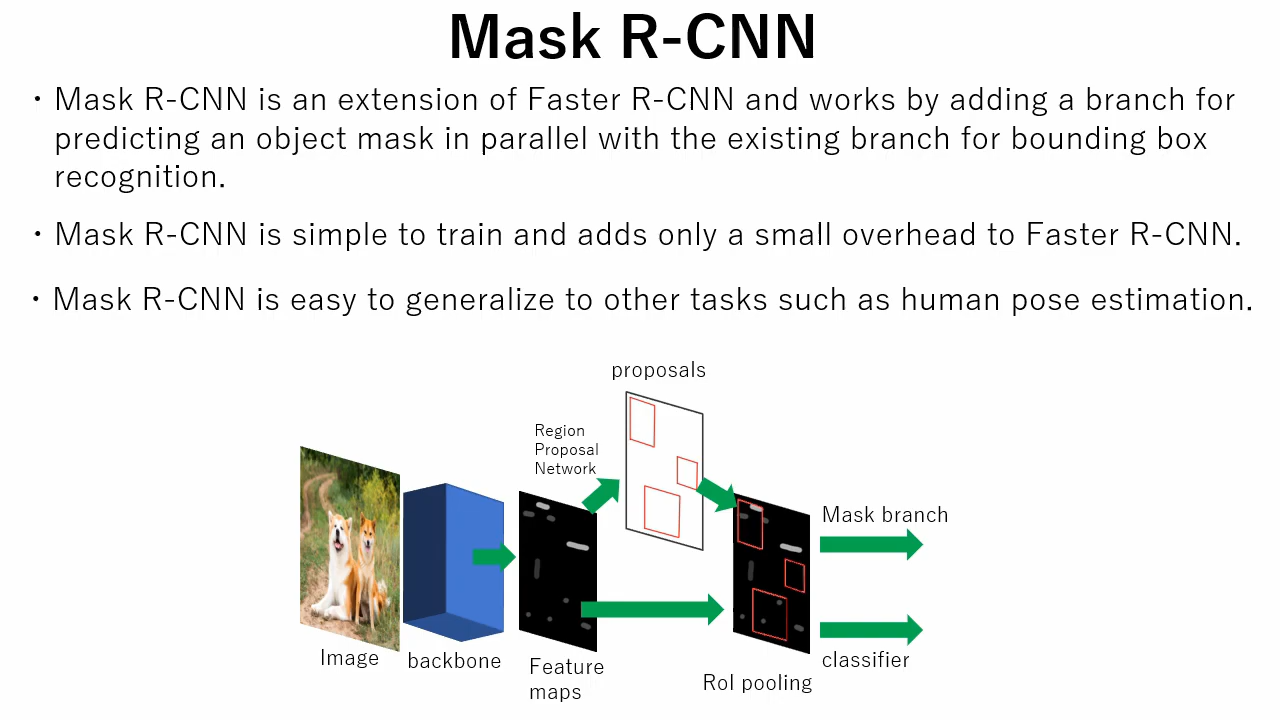 Mask R-CNN
・Mask R-CNN is an extension of Faster R-CNN and works by adding a branch for
predicting an object mask in parallel with the existing branch for bounding box
recognition.
・Mask R-CNN is simple to train and adds only a small overhead to Faster R-CNN.
・Mask R-CNN is easy to generalize to other tasks such as human pose estimation.
proposals
Region
Proposal
Network
Mask branch
Image
backbone
Feature
maps
RoI pooling
classifier